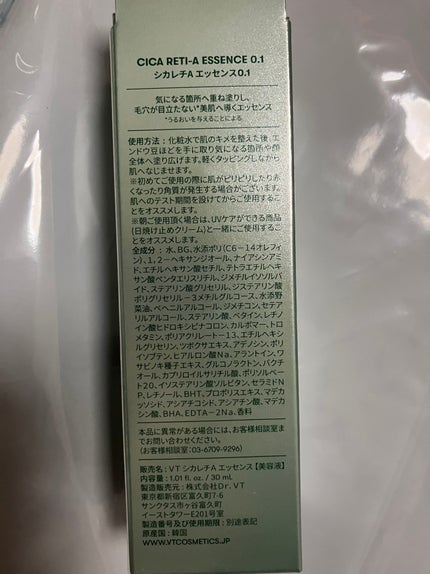 CICA RETI-A ESSENCE 0.1
シカレチA エッセンス0.1
気になる箇所へ重ね塗りし、
毛穴が目立たない*美肌へ導くエッセンス
*うるおいを与えることによる
使用方法 : 化粧水で肌のキメを整えた後、エ
ンドウ豆ほどを手に取り気になる箇所や顔
全体へ塗り広げます。軽くタッピングしながら
肌へなじませます。
※初めてご使用の際に肌がピリピリしたり赤
くなったり角質が発生する場合がございます。
肌へのテスト期間を設けてからご使用するこ
とをオススメします。
※朝ご使用頂く場合は、UVケアができる商品
(日焼け止めクリーム)と一緒にご使用するこ
とをオススメします。
全成分 : 水、BG、水添ポリ(C6-14オレフィ
ン)、1,2-ヘキサンジオール、ナイアシンアミ
ド、エチルヘキサン酸セチル、テトラエチルヘ
キサン酸ペンタエリスリチル、ジメチルイソソルバ
イド、ステアリン酸グリセリル、ジステアリン酸
ポリグリセリル-3メチルグルコース、水添野
菜油、ベヘニルアルコール、ジメチコン、セテア
リルアルコール、ステアリン酸、ベタイン、レチ
ノイン酸ヒドロキシピナコロン、カルボマー、トロ
メタミン、ポリアクリレート-13、エチルヘキシ
ルグリセリン、ツボクサエキス、アデノシン、ポリ
イソブテン、ヒアルロン酸Na、アラントイン、ワ
サビノキ種子エキス、グルコノラクトン、バクチ
オール、カプリロイルサリチル酸、ポリソルベー
ト20、イソステアリン酸ソルビタン、セラミドN
P、レチノール、BHT、プロポリスエキス、マデカ
ッソシド、アシアチコシド、アシアチン酸、マデカ
シン酸、BHA、EDTA-2Na、香料
本品に異常がある場合には、お客様相談室ま
でお問い合わせください。
(お客様相談室: 03-6709-9296)
販売名 : VT シカレチA エッセンス 【美容液】
内容量 : 1.01 fl. oz. / 30 mL
製造販売元 : 株式会社Dr. VT
東京都新宿区富久町7-6
サンクタス市ヶ谷富久町
イーストタワーE201号室
製造番号及び使用期限 : 別途表記
原産国 : 韓国
WWW.VTCOSMETICS.JP